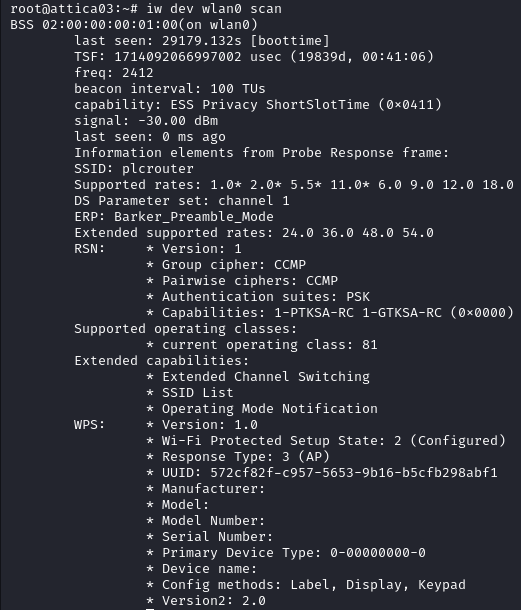 root@attica03:~# iw dev wlan0 scan
BSS 02:00:00:00:01:00(on wlan0)
last seen: 29179.132s [boottime]
TSF: 1714092066997002 usec (19839d, 00:41:06)
freq: 2412
beacon interval: 100 TUs
capability: ESS Privacy ShortSlotTime (0×0411)
signal: -30.00 dBm
last seen: 0 ms ago
Information elements from Probe Response frame:
SSID: plcrouter
Supported rates: 1.0* 2.0* 5.5* 11.0* 6.0 9.0 12.0 18.0
DS Parameter set: channel 1
ERP: Barker_Preamble_Mode
Extended supported rates: 24.0 36.0 48.0 54.0
RSN: * Version: 1
* Group cipher: CCMP
* Pairwise ciphers: CCMP
* Authentication suites: PSK
* Capabilities: 1-PTKSA-RC 1-GTKSA-RC (0×0000)
Supported operating classes:
* current operating class: 81
Extended capabilities:
* Extended Channel Switching
* SSID List
* Operating Mode Notification
WPS: * Version: 1.0
* Wi-Fi Protected Setup State: 2 (Configured)
* Response Type: 3 (AP)
* UUID: 572cf82f-c957-5653-9b16-b5cfb298abf1
* Manufacturer:
* Model:
* Model Number:
* Serial Number:
* Primary Device Type: 0-00000000-0
* Device name:
* Config methods: Label, Display, Keypad
* Version2: 2.0